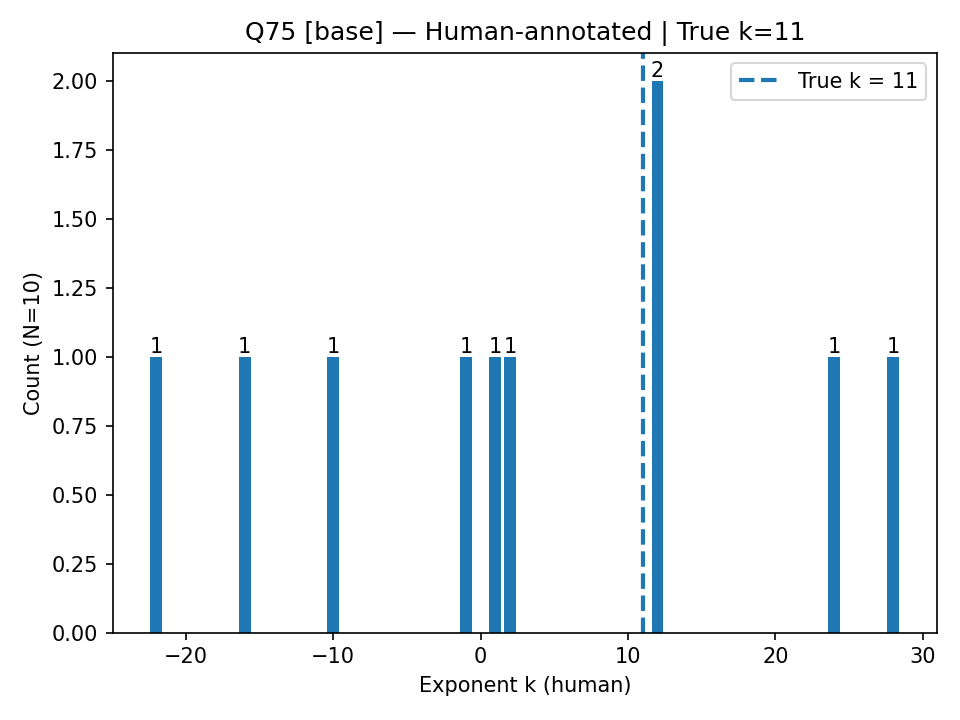 Q75 [base] — Human-annotated | True k=11
True k = 11
2
1 1 1 1 1 1 1 1
2.00
1.75
1.50
1.25
1.00
0.75
0.50
0.25
0.00
Count (N=10)
−20 −10 0 10 20 30
Exponent k (human)